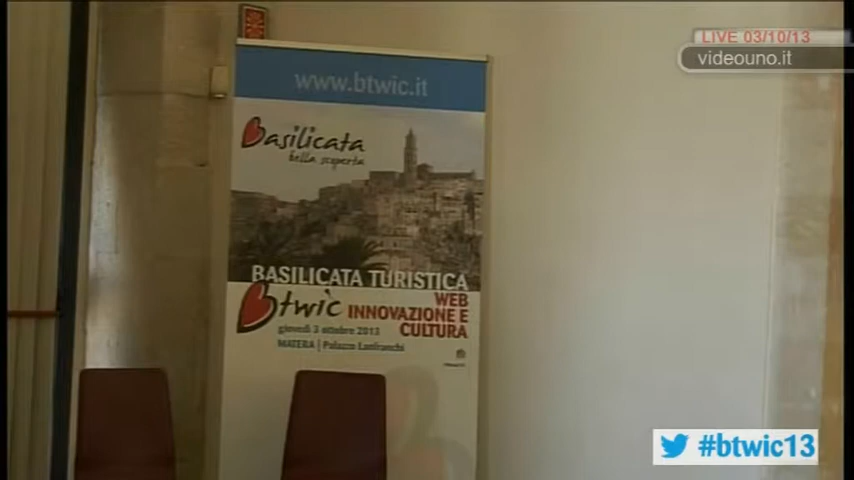 LIVE 03/10/13
videouno.it
www.btwic.it
Basilicata
bella scoperta
BASILICATA TURISTICA
Btwic
WEB
INNOVAZIONE E
CULTURA
giovedì 3 ottobre 2013
MATERA | Palazzo Lanfranchi
#btwic13